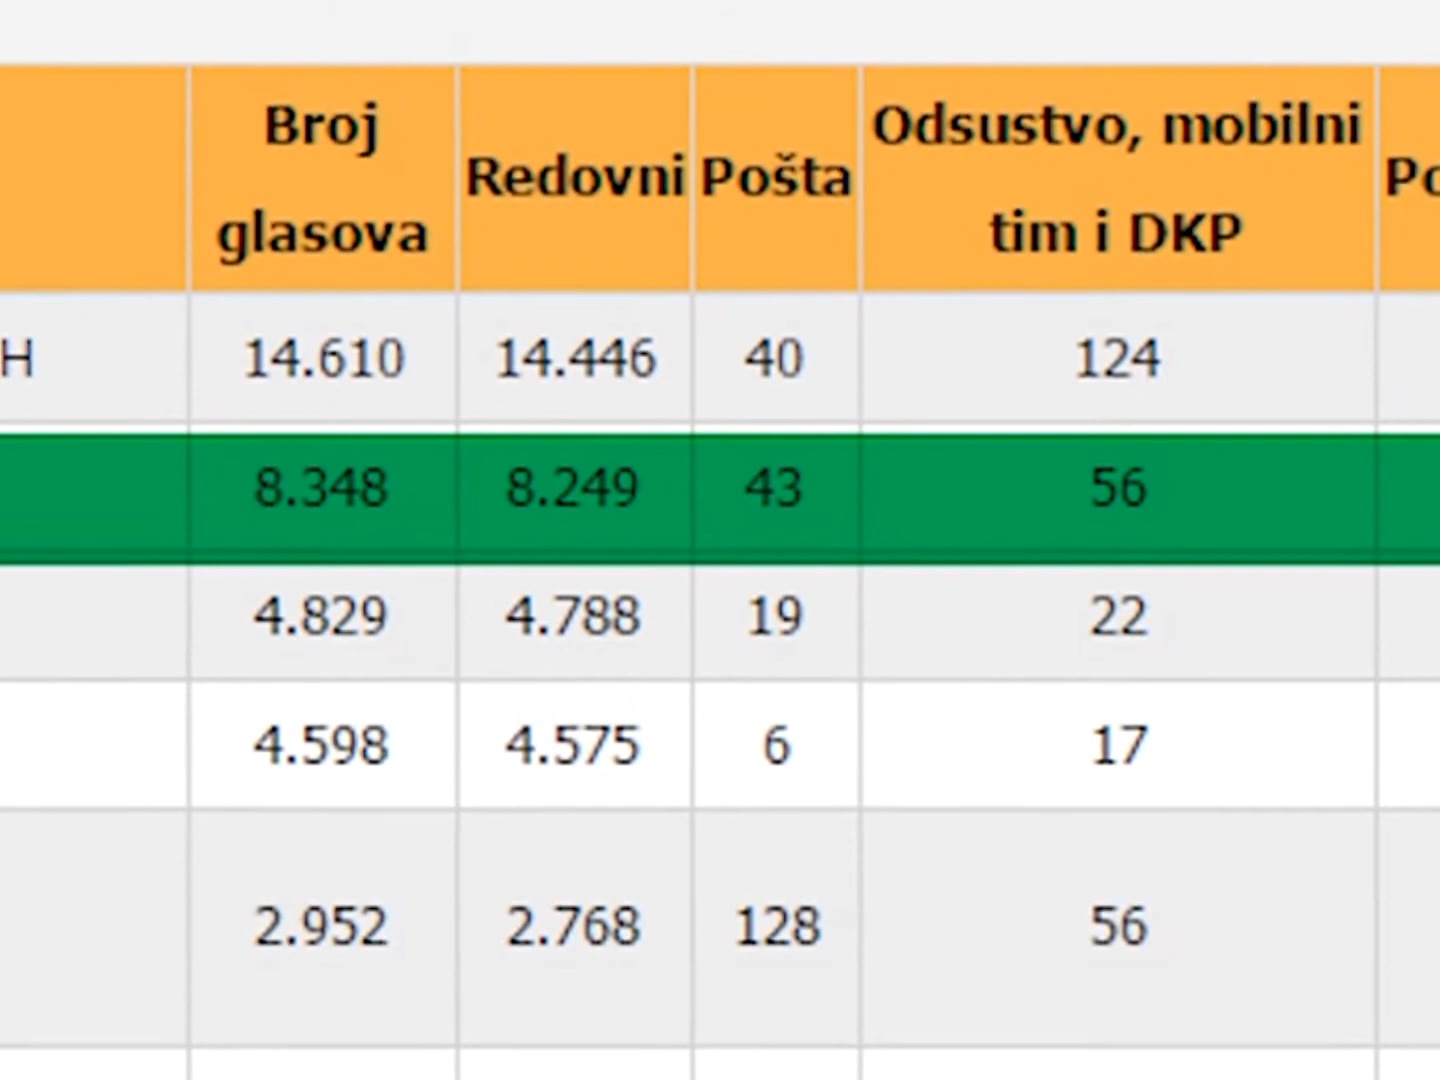 Broj glasova Redovni Pošta Odsustvo, mobilni tim i DKP
H 14.610 14.446 40 124
8.348 8.249 43 56
4.829 4.788 19 22
4.598 4.575 6 17
2.952 2.768 128 56